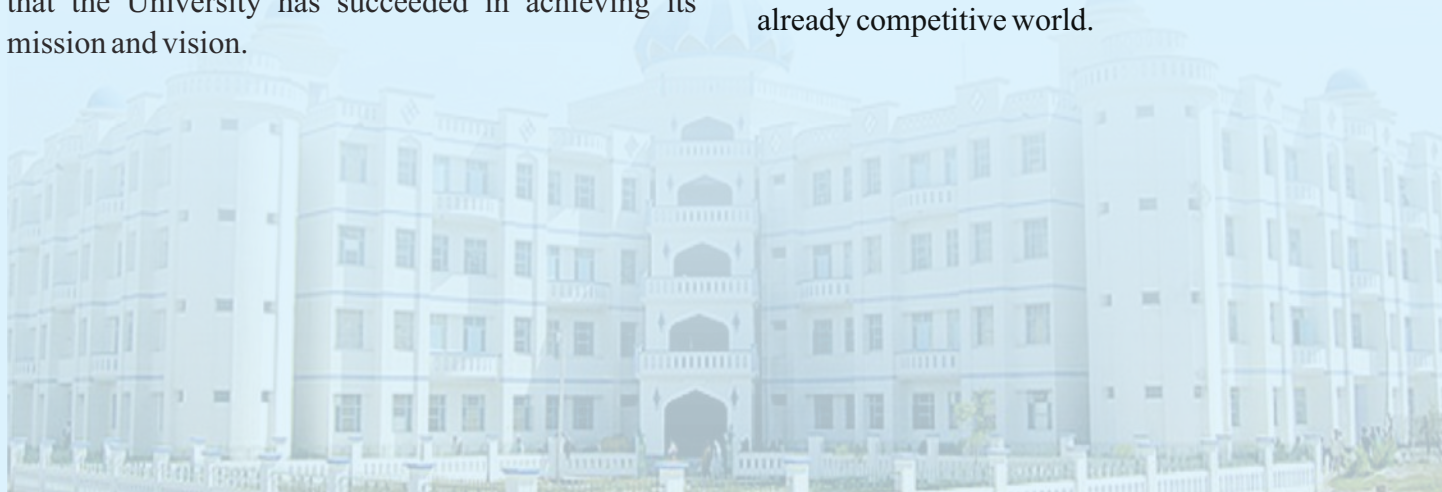 that the University has succeeded in achieving its
mission and vision.
already competitive world.